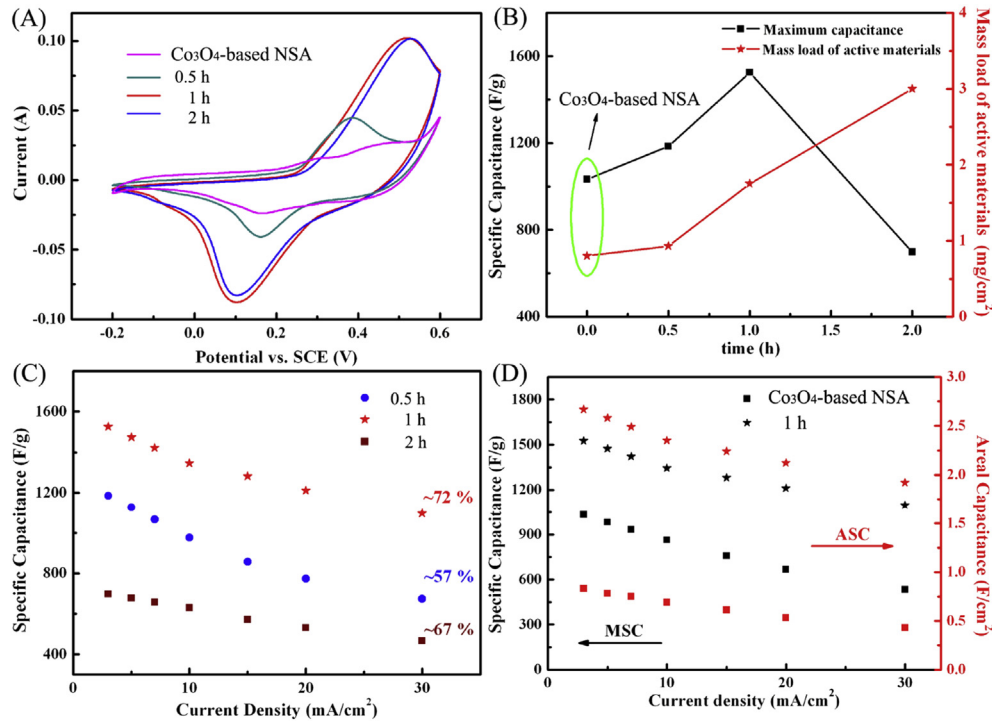 (A)
Co3O4-based NSA
0.5 h
1 h
2 h
Current (A)
0.10
0.05
0.00
-0.05
-0.10
-0.2
0.0
0.2
0.4
0.6
Potential vs. SCE (V)
(B)
Maximum capacitance
Mass load of active materials
Co3O4-based NSA
Specific Capacitance (F/g)
1600
1200
800
400
0.0
0.5
1.0
1.5
2.0
time (h)
4
3
2
1
0
Mass load of active
materials (mg/cm2)
(C)
0.5 h
1 h
2 h
~72 %
~57 %
~67 %
Specific Capacitance (F/g)
1600
1200
800
400
0
10
20
30
Current Density (mA/cm2)
(D)
Co3O4-based NSA
1 h
ASC
MSC
Specific Capacitance (F/g)
1800
1500
1200
900
600
300
0
0
10
20
30
Current density (mA/cm2)
3.0
2.5
2.0
1.5
1.0
0.5
0.0
Areal Capacitance (F/cm2)